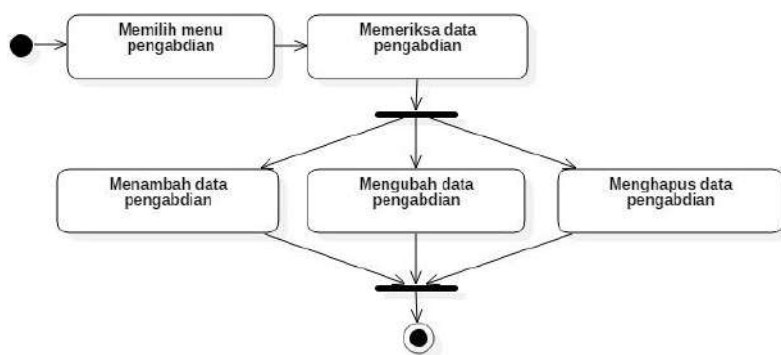 Memilih menu
pengabdian
Memeriksa data
pengabdian
Menambah data
pengabdian
Mengubah data
pengabdian
Menghapus data
pengabdian